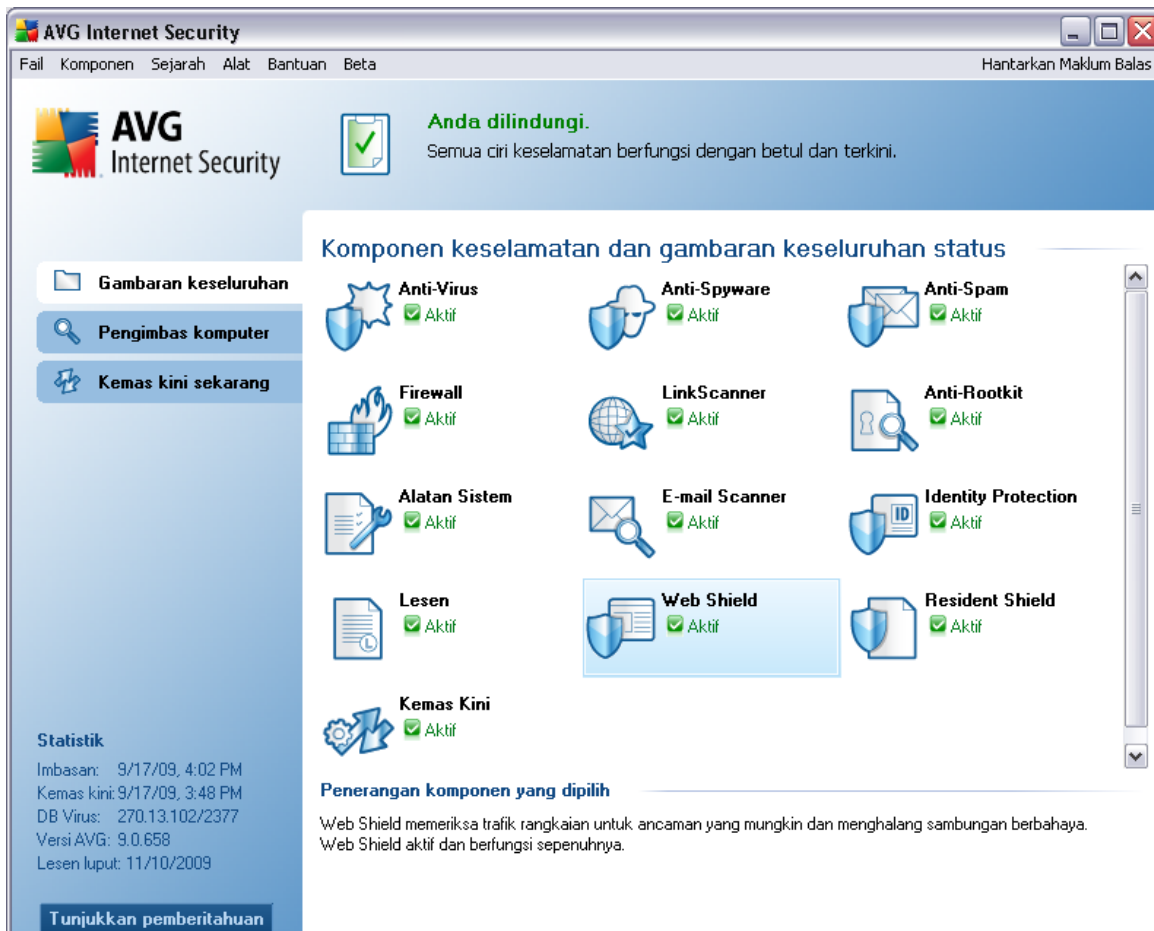 AVG Internet Security
Fail Komponen Sejarah Alat Bantuan Beta Hantarkan Maklum Balas
AVG
Internet Security
Anda dilindungi.
Semua ciri keselamatan berfungsi dengan betul dan terkini.
Gambaran keseluruhan
Pengimbas komputer
Kemas kini sekarang
Komponen keselamatan dan gambaran keseluruhan status
Anti-Virus
Aktif
Anti-Spyware
Aktif
Anti-Spam
Aktif
Firewall
Aktif
LinkScanner
Aktif
Anti-Rootkit
Aktif
Alatan Sistem
Aktif
E-mail Scanner
Aktif
ID
Identity Protection
Aktif
L
Lesen
Aktif
Web Shield
Aktif
Resident Shield
Aktif
Kemas Kini
Aktif
Statistik
Imbasan: 9/17/09, 4:02 PM
Kemas kini: 9/17/09, 3:48 PM
DB Virus: 270.13.102/2377
Versi AVG: 9.0.658
Lesen luput: 11/10/2009
Tunjukkan pemberitahuan
Penerangan komponen yang dipilih
Web Shield memeriksa trafik rangkaian untuk ancaman yang mungkin dan menghalang sambungan berbahaya.
Web Shield aktif dan berfungsi sepenuhnya.